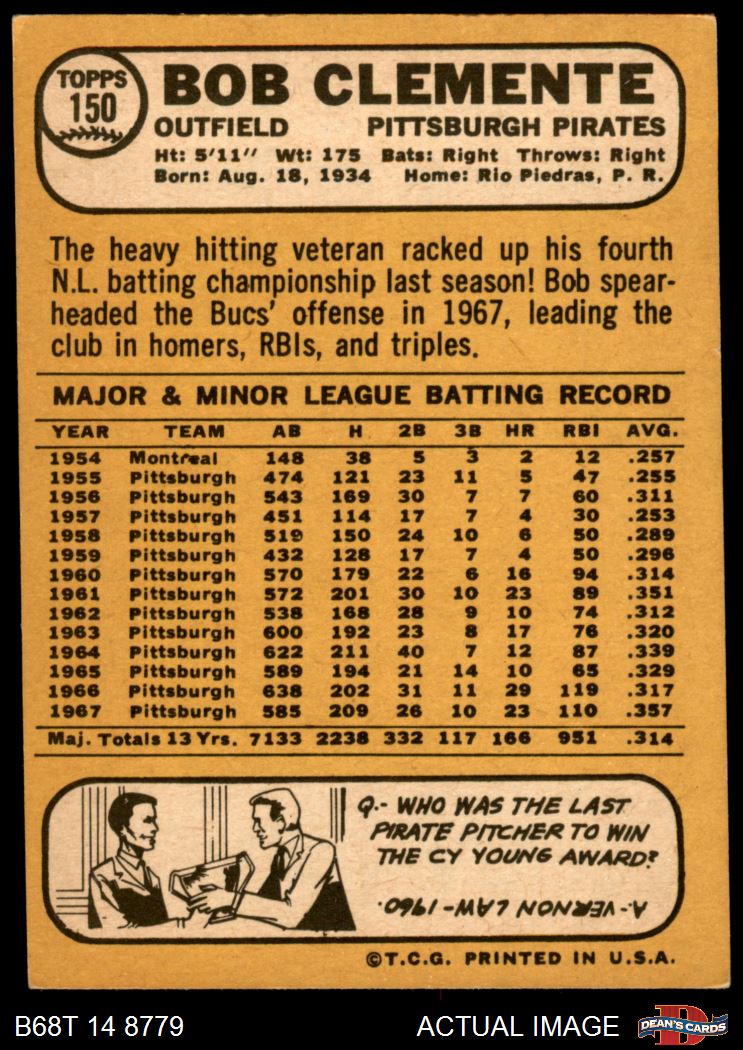 TOPPS
150
BOB CLEMENTE
OUTFIELD PITTSBURGH PIRATES
Ht: 5'11" Wt: 175 Bats: Right Throws: Right
Born: Aug. 18, 1934 Home: Rio Piedras, P. R.
The heavy hitting veteran racked up his fourth
N.L. batting championship last season! Bob spear-
headed the Bucs' offense in 1967, leading the
club in homers, RBIs, and triples.
MAJOR & MINOR LEAGUE BATTING RECORD
YEAR TEAM AB H 2B 3B HR RBI AVG.
1954 Montreal 148 38 5 3 2 12 .257
1955 Pittsburgh 474 121 23 11 5 47 .255
1956 Pittsburgh 543 169 30 7 7 60 .311
1957 Pittsburgh 451 114 17 7 4 30 .253
1958 Pittsburgh 519 150 24 10 6 50 .289
1959 Pittsburgh 432 128 17 7 4 50 .296
1960 Pittsburgh 570 179 22 6 16 94 .314
1961 Pittsburgh 572 201 30 10 23 89 .351
1962 Pittsburgh 538 168 28 9 10 74 .312
1963 Pittsburgh 600 192 23 8 17 76 .320
1964 Pittsburgh 622 211 40 7 12 87 .339
1965 Pittsburgh 589 194 21 14 10 65 .329
1966 Pittsburgh 638 202 31 11 29 119 .317
1967 Pittsburgh 585 209 26 10 23 110 .357
Maj. Totals 13 Yrs. 7133 2238 332 117 166 951 .314
Q.- WHO WAS THE LAST
PIRATE PITCHER TO WIN
THE CY YOUNG AWARD?
A-VERNON LAW-1960.
©T.C.G. PRINTED IN U.S.A.
B68T 14 8779 ACTUAL IMAGE D DEAN'S CARDS